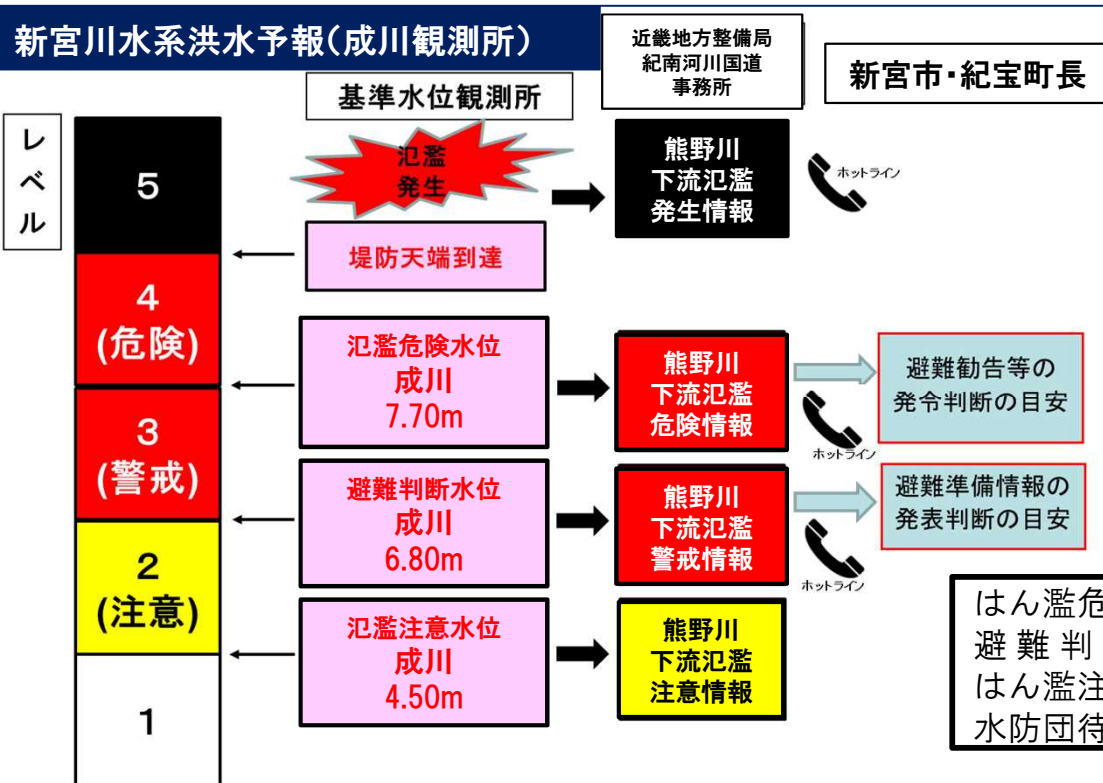 新宮川水系洪水予報(成川観測所)
近畿地方整備局
紀南河川国道
事務所
新宮市・紀宝町長
基準水位観測所
レ
ベ
ル
5
4
(危険)
3
(警戒)
2
(注意)
1
氾濫
発生
熊野川
下流氾濫
発生情報
ホットライン
堤防天端到達
氾濫危険水位
成川
7.70m
熊野川
下流氾濫
危険情報
ホットライン
避難勧告等の
発令判断の目安
避難判断水位
成川
6.80m
熊野川
下流氾濫
警戒情報
ホットライン
避難準備情報の
発表判断の目安
氾濫注意水位
成川
4.50m
熊野川
下流氾濫
注意情報
はん濫危
避難判
はん濫注
水防団待